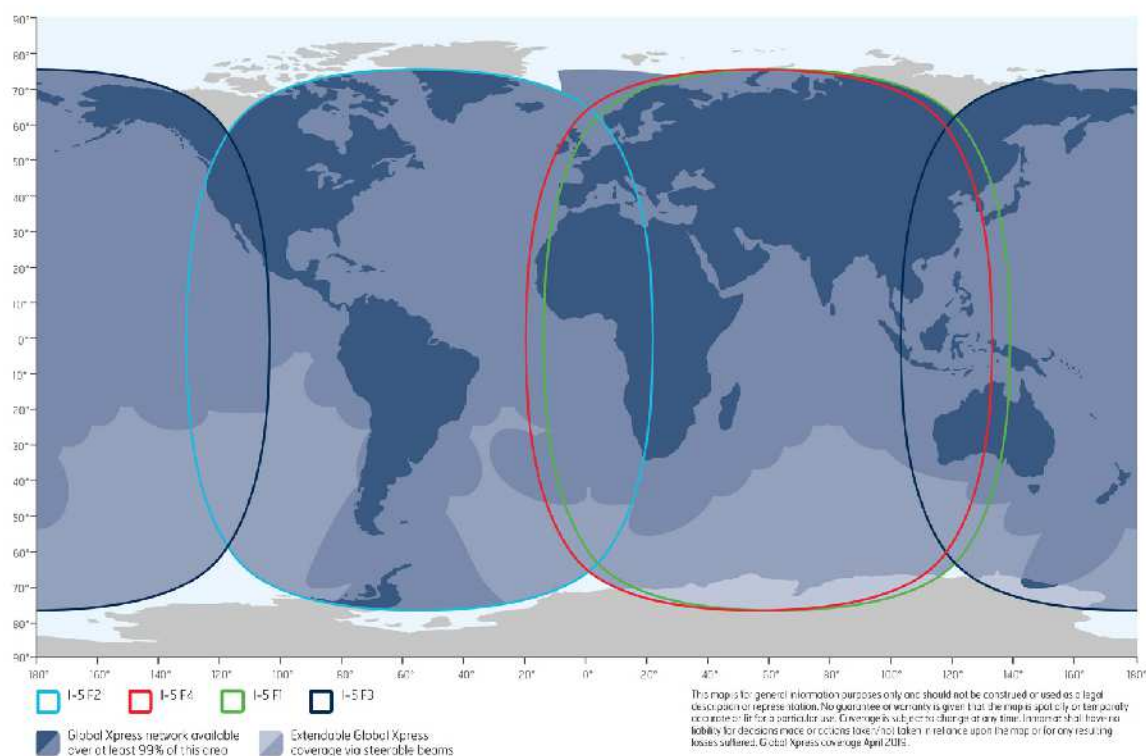 90°
80°
70°
60°
50°
40°
30°
20°
10°
0°
10°
20°
30°
40°
50°
60°
70°
80°
90°
180° 160° 140° 120° 100° 80° 60° 40° 20° 0° 20° 40° 60° 80° 100° 120° 140° 160° 180°
I-5 F2 I-5 F4 I-5 F1 I-5 F3
Global Xpress network available
over at least 99% of this area
Extendable Global Xpress
coverage via steerable beams
This map is for general information purposes only and should not be construed or used as a legal
description or representation. No guarantee or warranty is given that the map is spatially or temporally
accurate or fit for a particular use. Coverage is subject to change at any time. Inmarsat shall have no
liability for decisions made or actions taken/not taken in reliance upon the map or for any resulting
losses suffered. Global Xpress coverage April 2019.